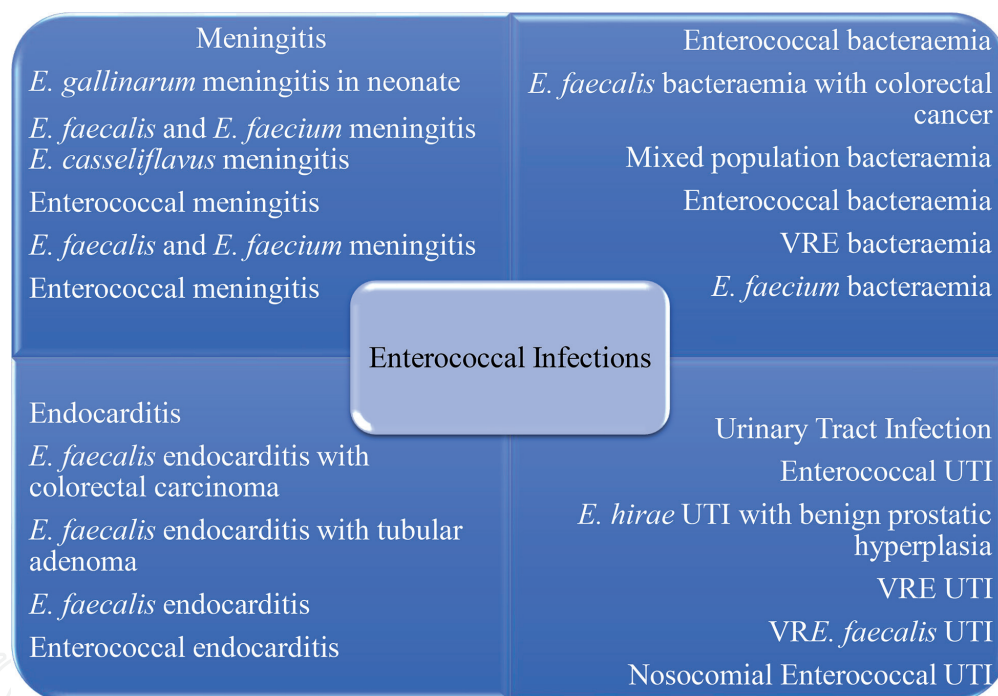 Meningitis
E. gallinarum meningitis in neonate
E. faecalis and E. faecium meningitis
E. casseliflavus meningitis
Enterococcal meningitis
E. faecalis and E. faecium meningitis
Enterococcal meningitis
Enterococcal bacteraemia
E. faecalis bacteraemia with colorectal
cancer
Mixed population bacteraemia
Enterococcal bacteraemia
VRE bacteraemia
E. faecium bacteraemia
Enterococcal Infections
Endocarditis
E. faecalis endocarditis with
colorectal carcinoma
E. faecalis endocarditis with tubular
adenoma
E. faecalis endocarditis
Enterococcal endocarditis
Urinary Tract Infection
Enterococcal UTI
E. hirae UTI with benign prostatic
hyperplasia
VRE UTI
VRE. faecalis UTI
Nosocomial Enterococcal UTI